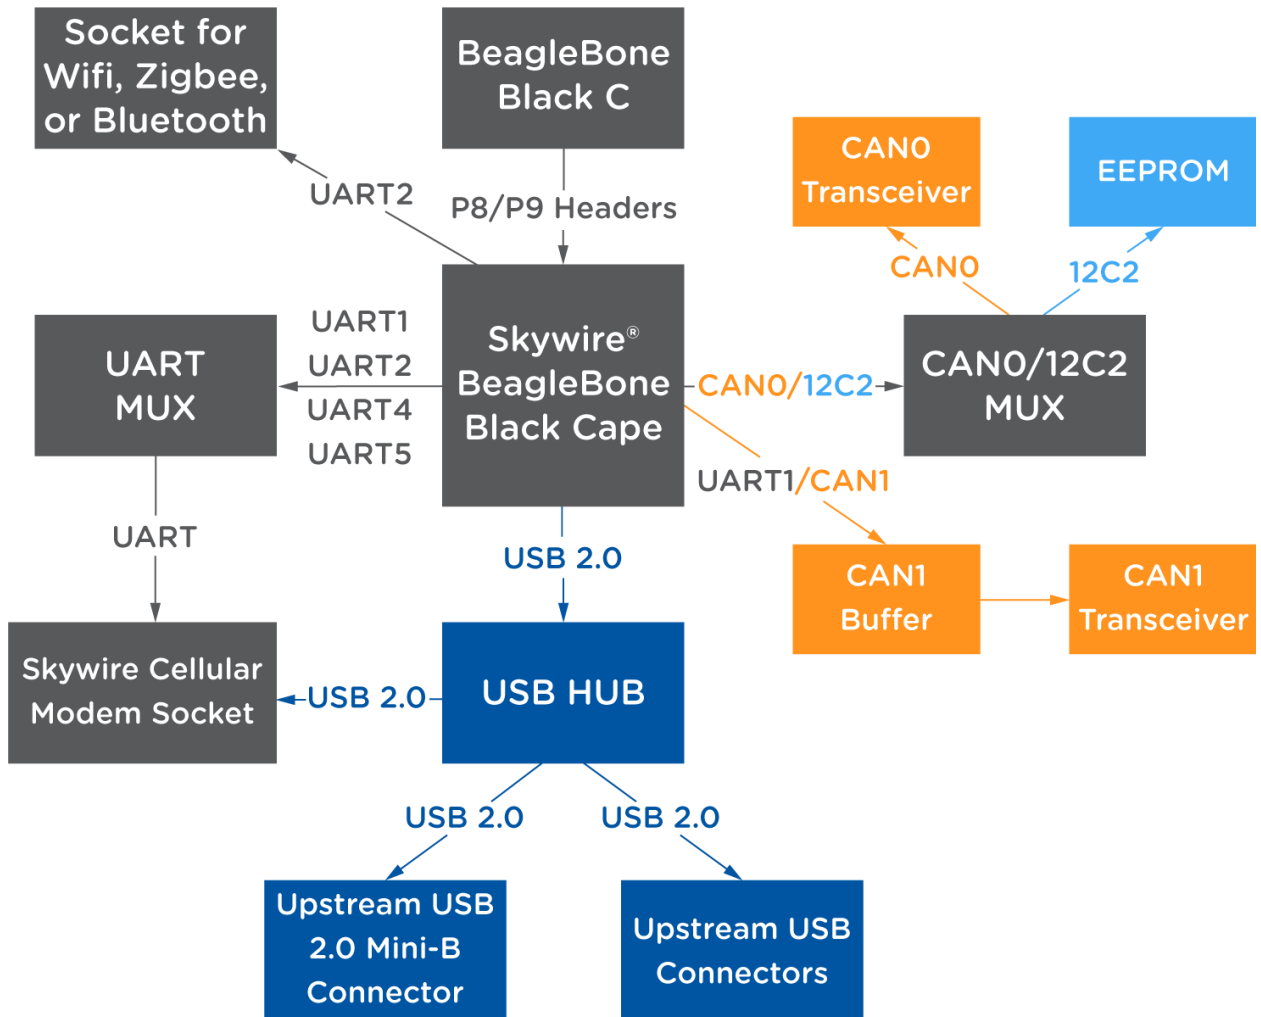 Socket for
Wifi, Zigbee,
or Bluetooth
BeagleBone
Black C
CAN0
Transceiver
EEPROM
UART2
P8/P9 Headers
CAN0
12C2
UART
MUX
UART1
UART2
UART4
UART5
Skywire®
BeagleBone
Black Cape
CAN0/12C2
CAN0/12C2
MUX
UART1/CAN1
UART
USB 2.0
CAN1
Buffer
CAN1
Transceiver
Skywire Cellular
Modem Socket
USB 2.0
USB HUB
USB 2.0
USB 2.0
Upstream USB
2.0 Mini-B
Connector
Upstream USB
Connectors